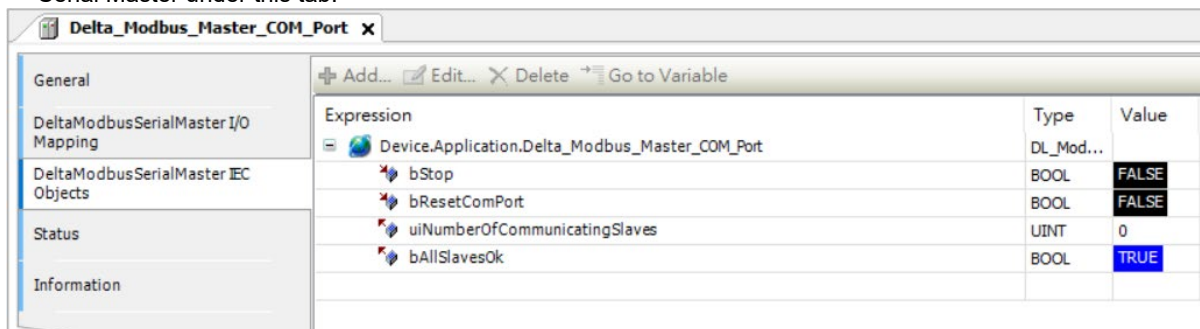 Serial Master under this tab.
Delta_Modbus_Master_COM_Port X
General
DeltaModbusSerialMaster I/O
Mapping
DeltaModbusSerialMaster IEC
Objects
Status
Information
Add... Edit... Delete Go to Variable
Expression Type Value
Device.Application.Delta_Modbus_Master_COM_Port DL_Mod...
bStop BOOL FALSE
bResetComPort BOOL FALSE
uiNumberOfCommunicatingSlaves UINT 0
bAllSlavesOk BOOL TRUE